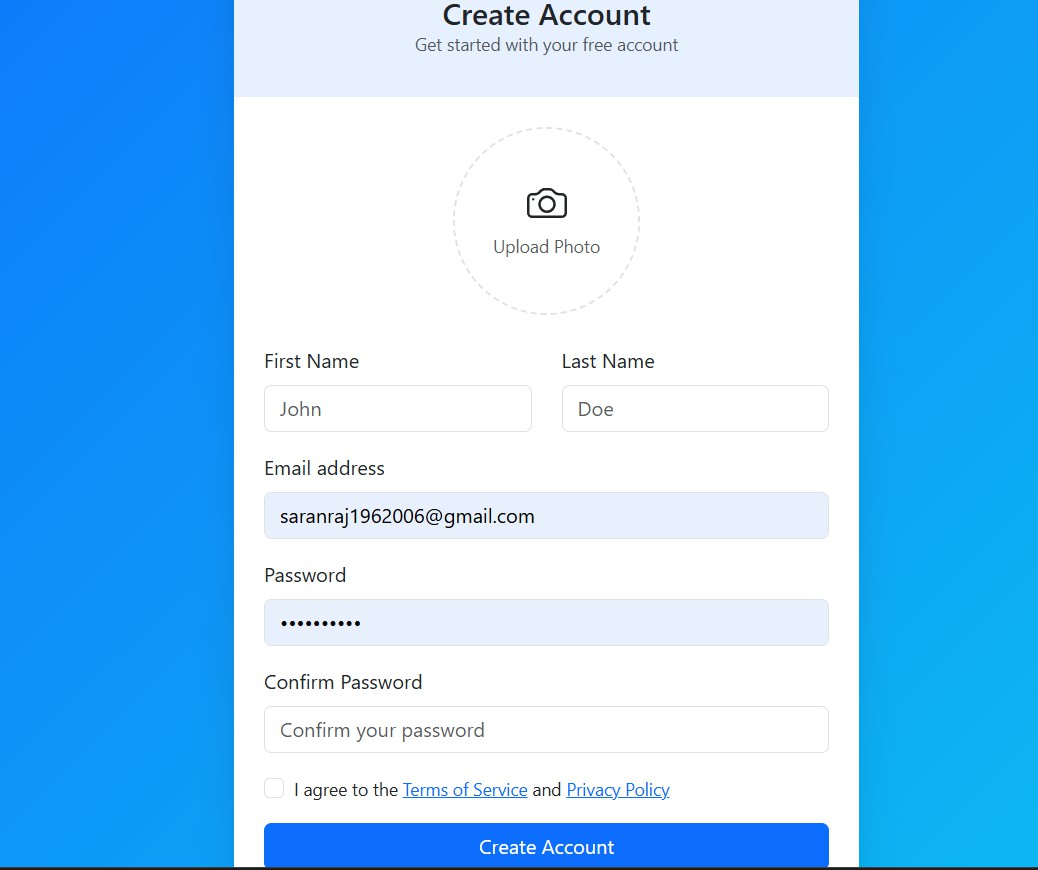 Create Account
Get started with your free account
Upload Photo
First Name Last Name
John Doe
Email address
saranraj1962006@gmail.com
Password
••••••••••
Confirm Password
Confirm your password
I agree to the Terms of Service and Privacy Policy
Create Account